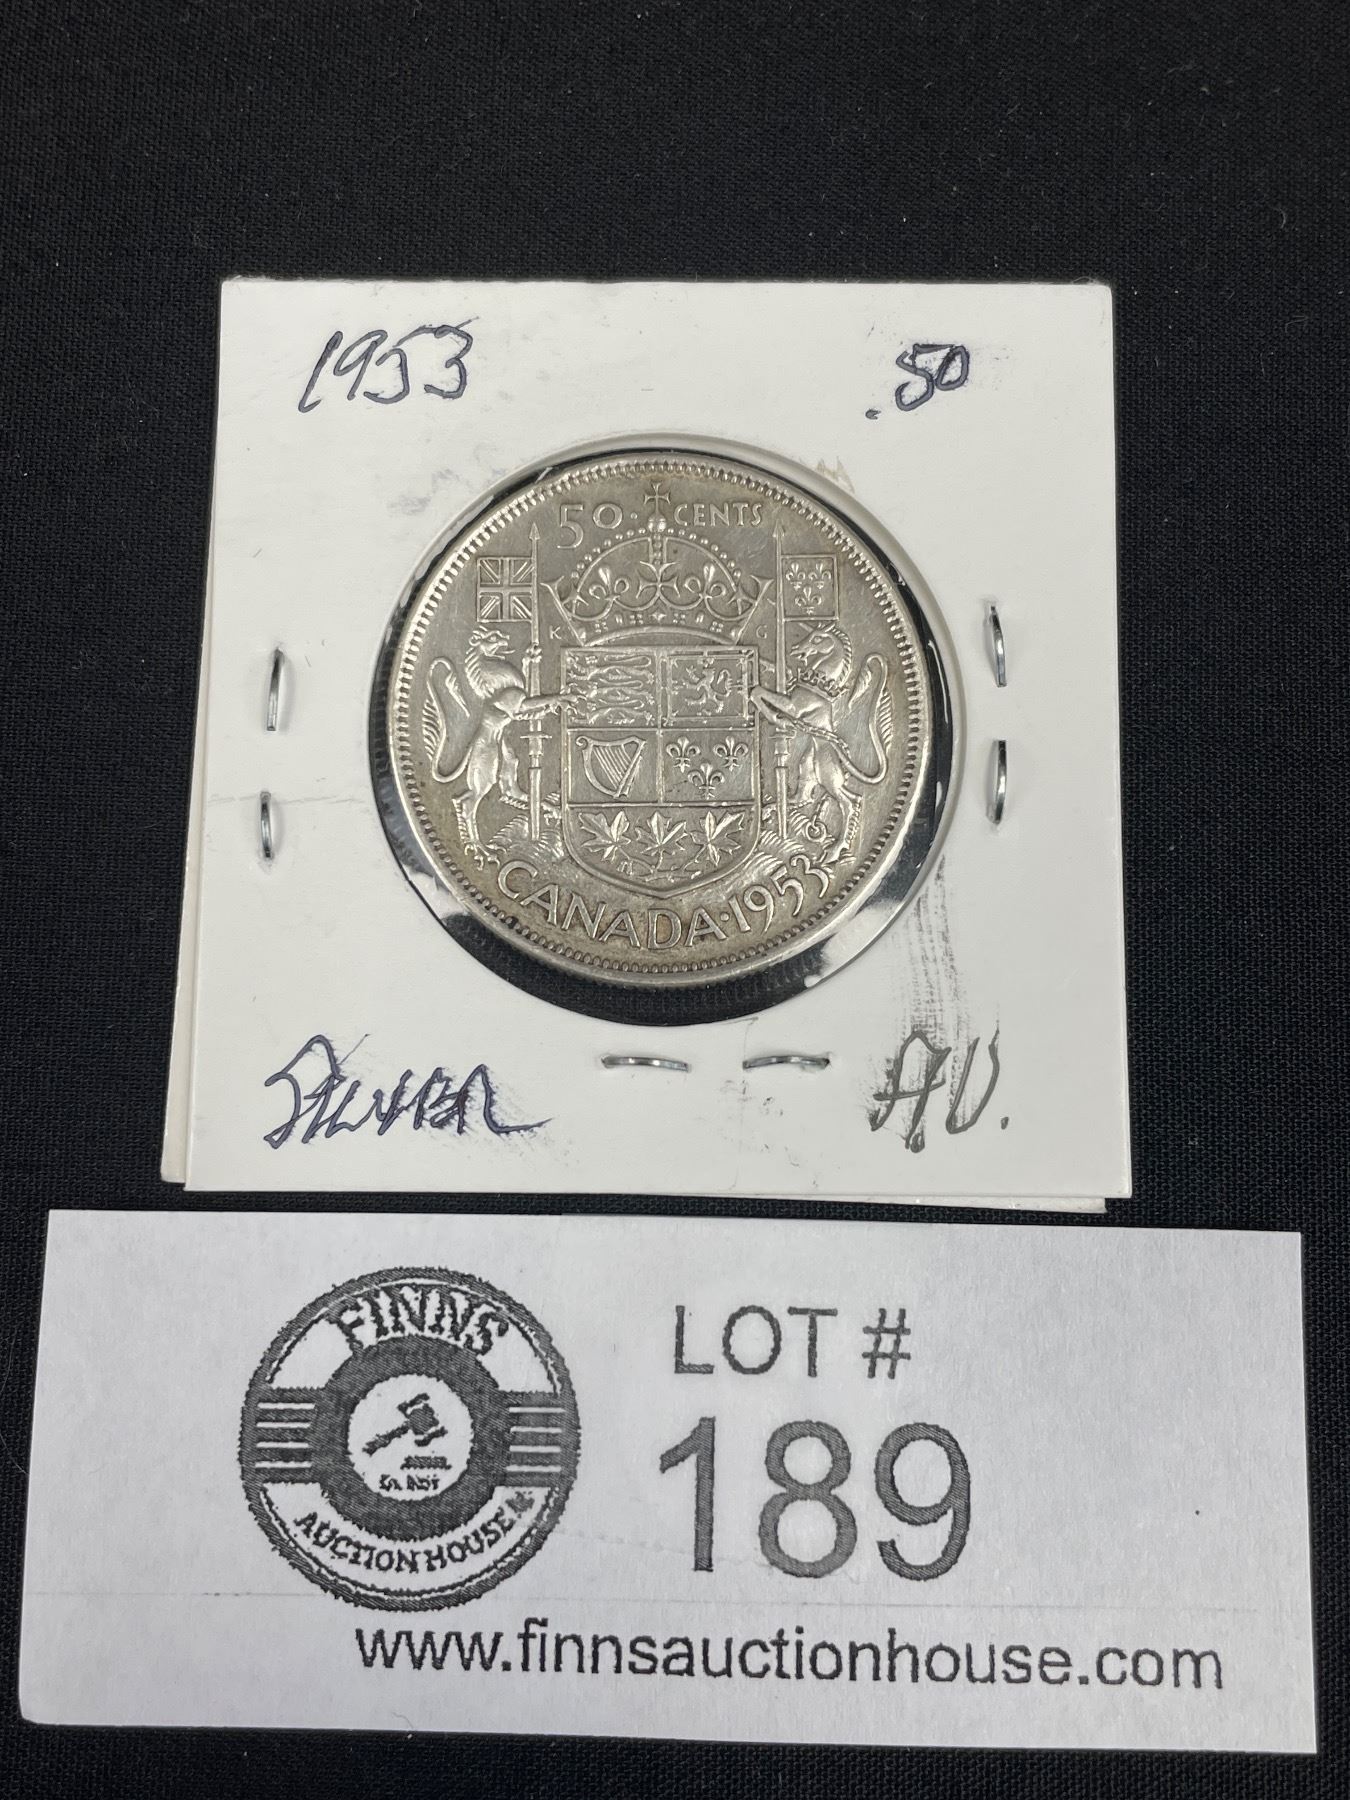 1953 .50
50 CENTS
K G
CANADA · 1953
SILVER A.U.
FINNS
AUCTION HOUSE
LOT #
189
www.finnsauctionhouse.com